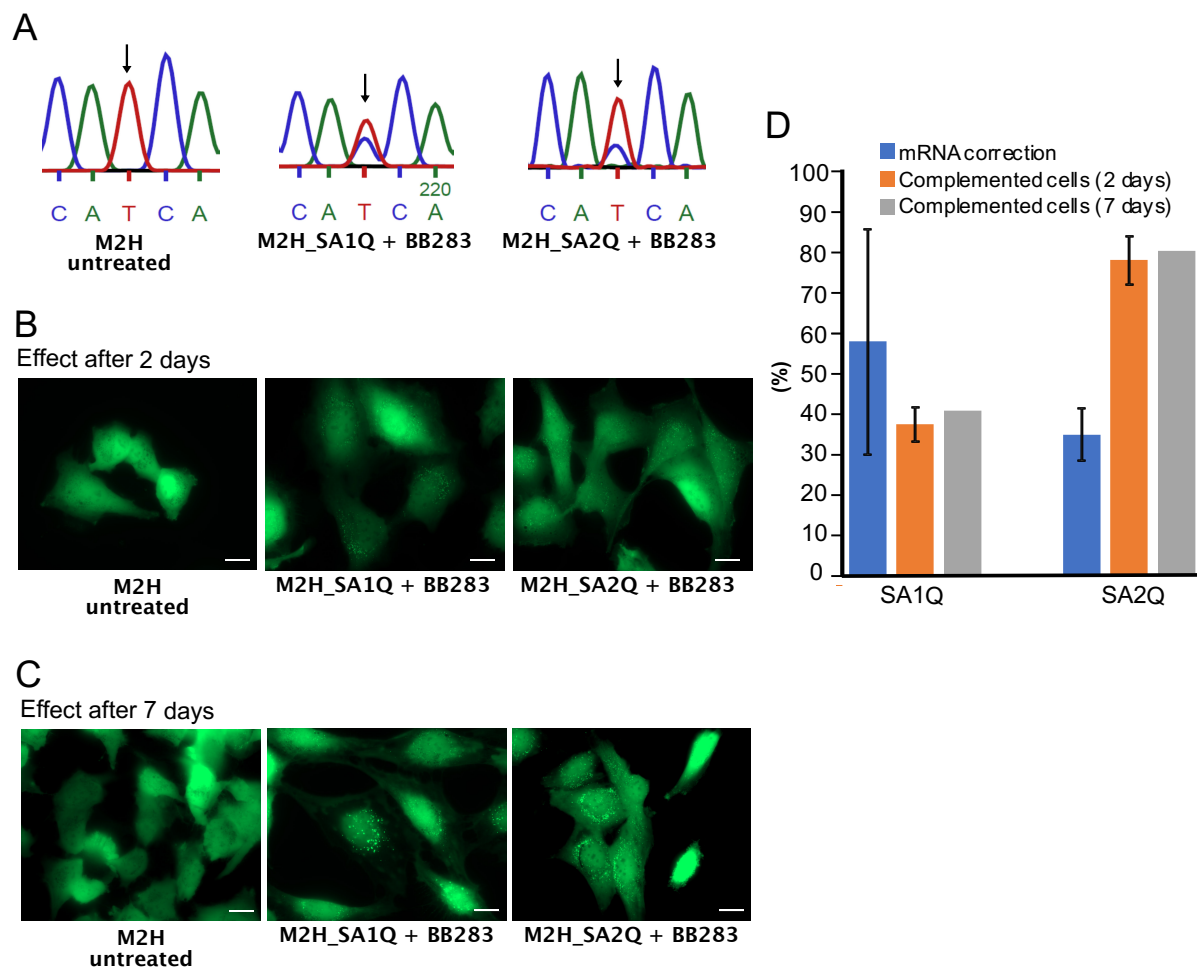 A
220
C A T C A
M2H
untreated
C A T C A
M2H_SA1Q + BB283
C A T C A
M2H_SA2Q + BB283
B
Effect after 2 days
M2H
untreated
M2H_SA1Q + BB283
M2H_SA2Q + BB283
C
Effect after 7 days
M2H
untreated
M2H_SA1Q + BB283
M2H_SA2Q + BB283
D
mRNA correction
Complemented cells (2 days)
Complemented cells (7 days)
100
90
80
70
60
50
40
30
20
10
0
(%)
SA1Q
SA2Q